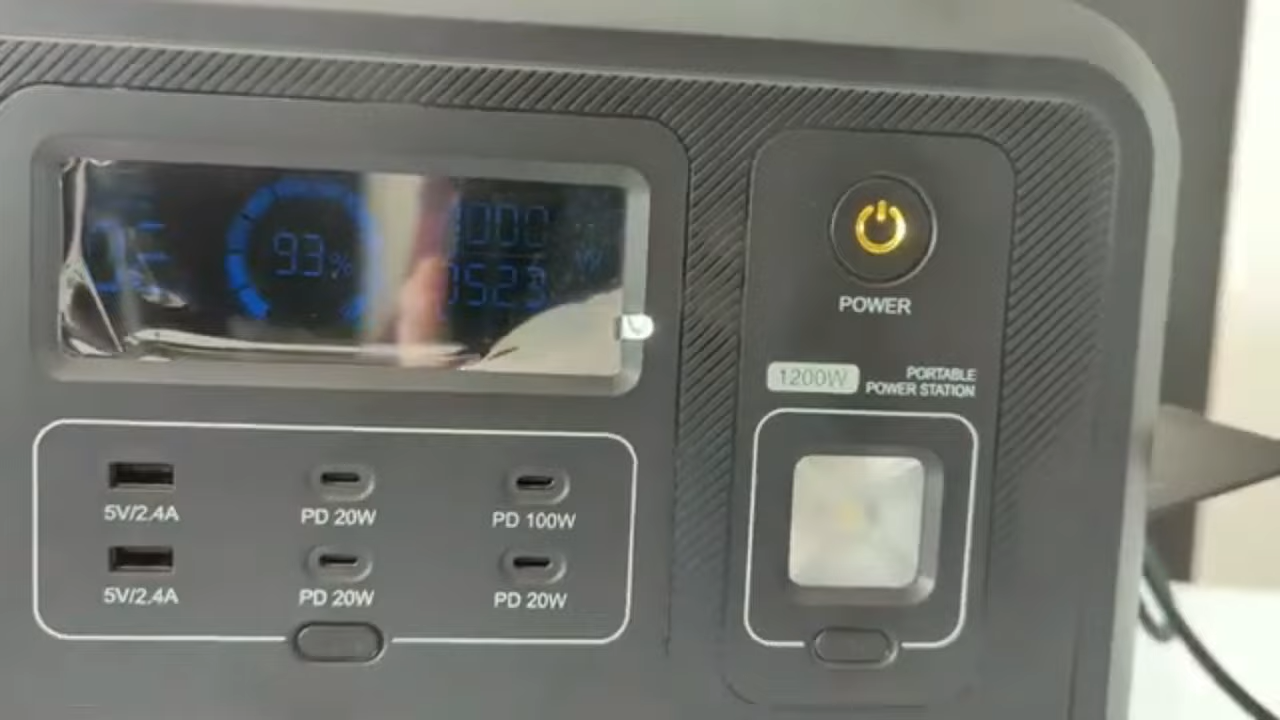 93%
0523
W
POWER
1200W
PORTABLE
POWER STATION
5V/2.4A
PD 20W
PD 100W
5V/2.4A
PD 20W
PD 20W